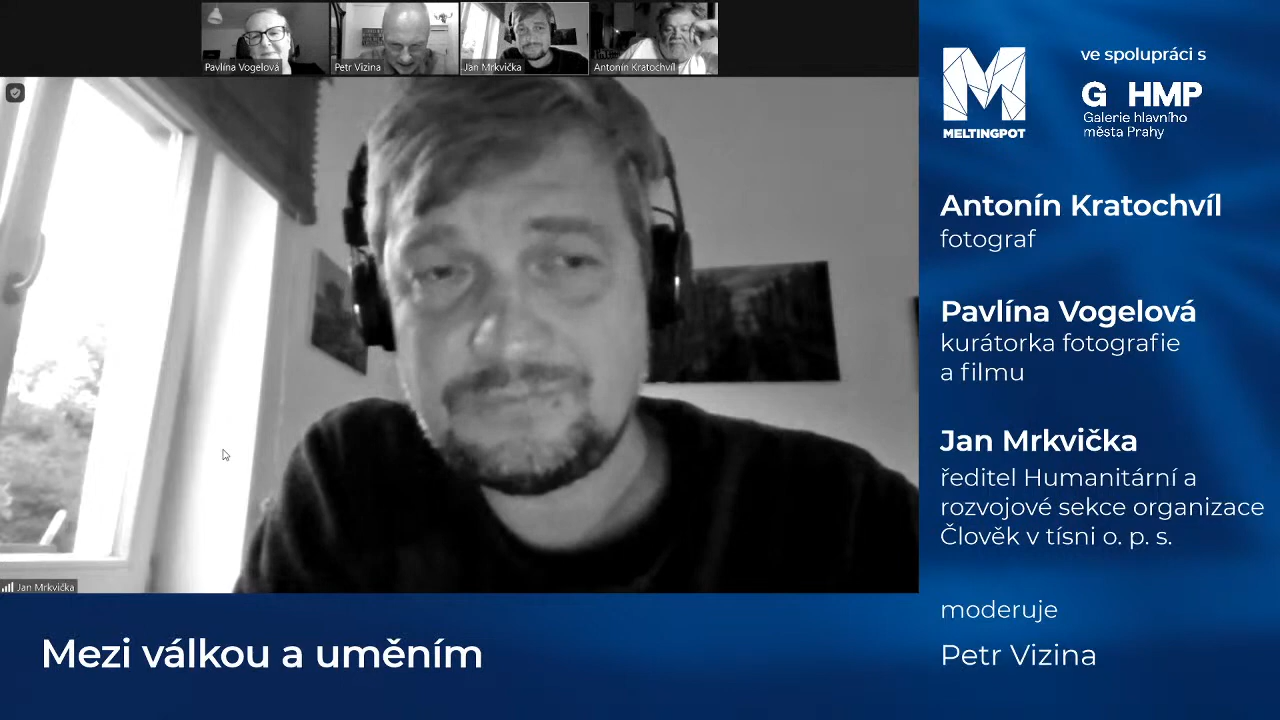 Pavlína Vogelová
Petr Vizina
Jan Mrkvička
Antonín Kratochvíl
Jan Mrkvička
Mezi válkou a uměním
MELTINGPOT
ve spolupráci s
G HMP
Galerie hlavního
města Prahy
Antonín Kratochvíl
fotograf
Pavlína Vogelová
kurátorka fotografie
a filmu
Jan Mrkvička
ředitel Humanitární a
rozvojové sekce organizace
Člověk v tísni o. p. s.
moderuje
Petr Vizina